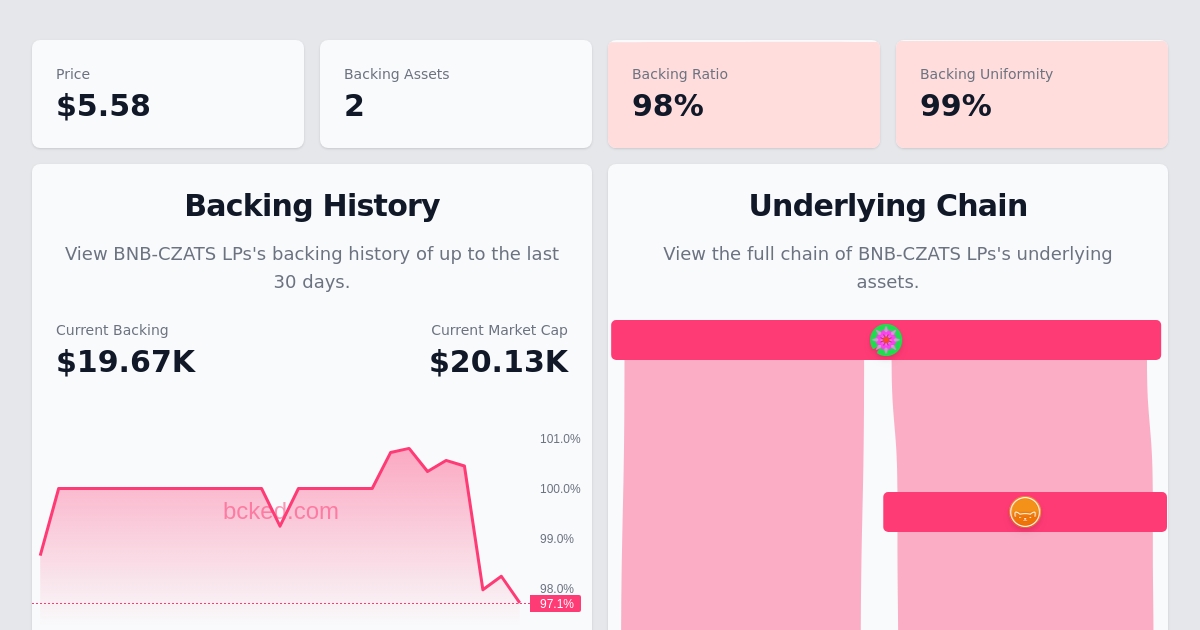 Price
$5.58
Backing Assets
2
Backing Ratio
98%
Backing Uniformity
99%
Backing History
View BNB-CZATS LPs's backing history of up to the last
30 days.
Current Backing
$19.67K
Current Market Cap
$20.13K
101.0%
100.0%
bcked.com
99.0%
98.0%
97.1%
Underlying Chain
View the full chain of BNB-CZATS LPs's underlying
assets.